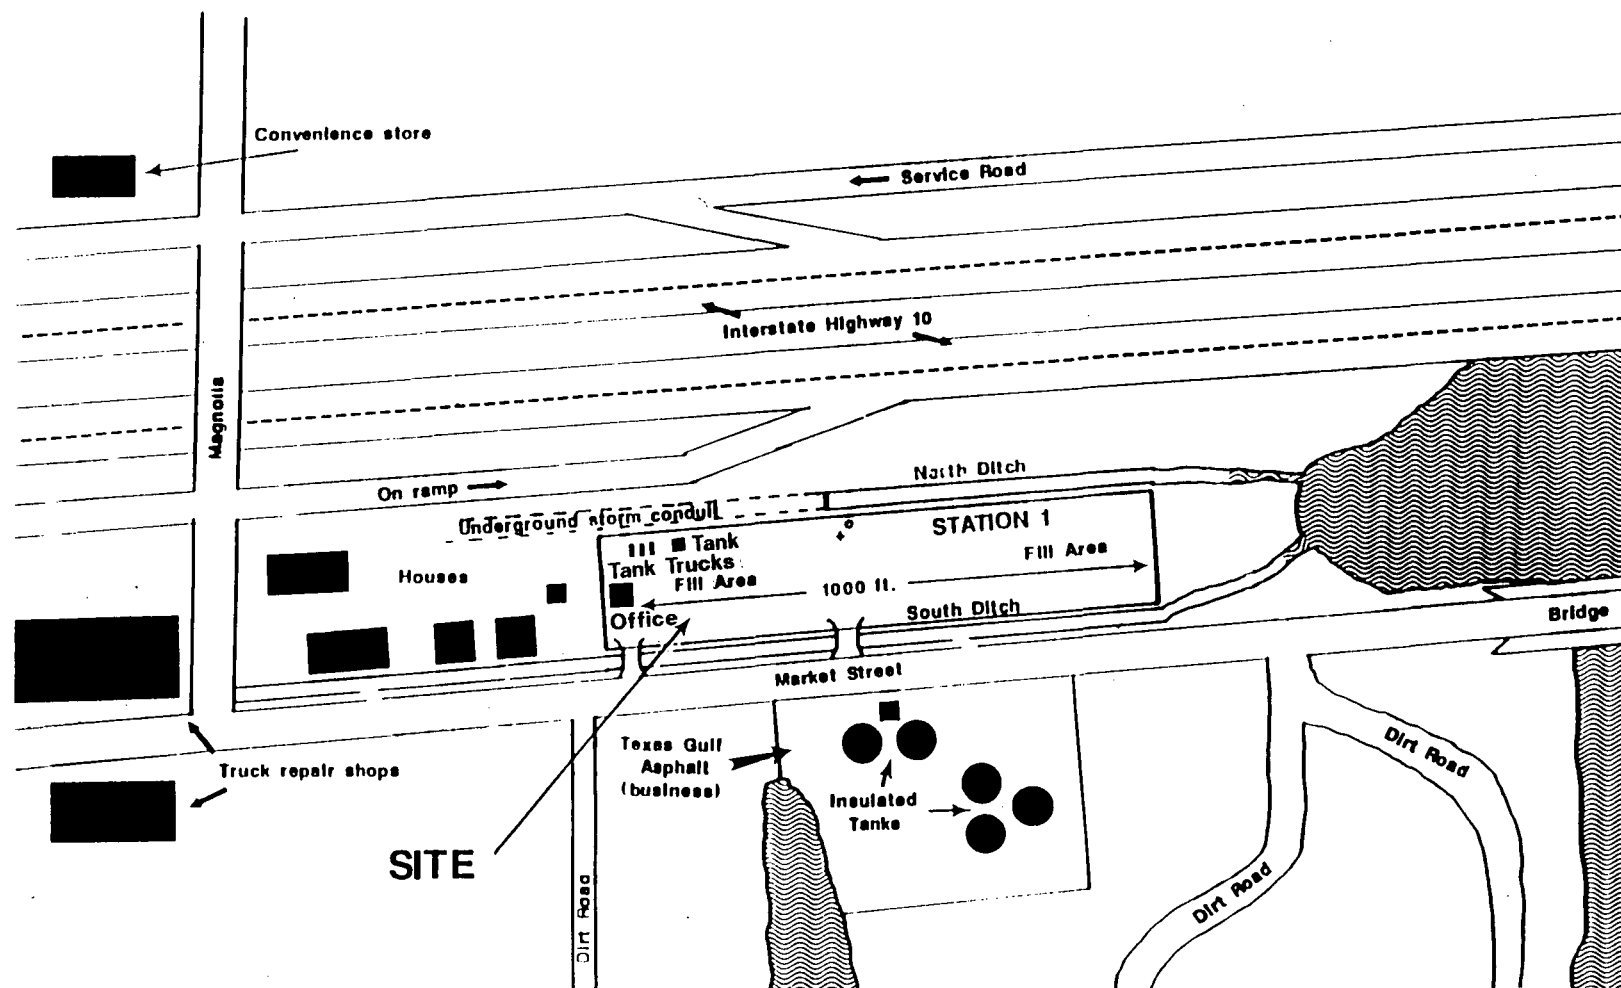 Convenience store
Service Road
Interstate Highway 10
Magnolia
North Ditch
On ramp
Underground storm conduit
STATION 1
Tank
Tank Trucks
Fill Area
Fill Area
Houses
1000 ft.
Office
South Ditch
Bridge
Market Street
Texas Gulf
Asphalt
(business)
Insulated
Tanks
Truck repair shops
SITE
Dirt Road
Dirt Road
Dirt Road